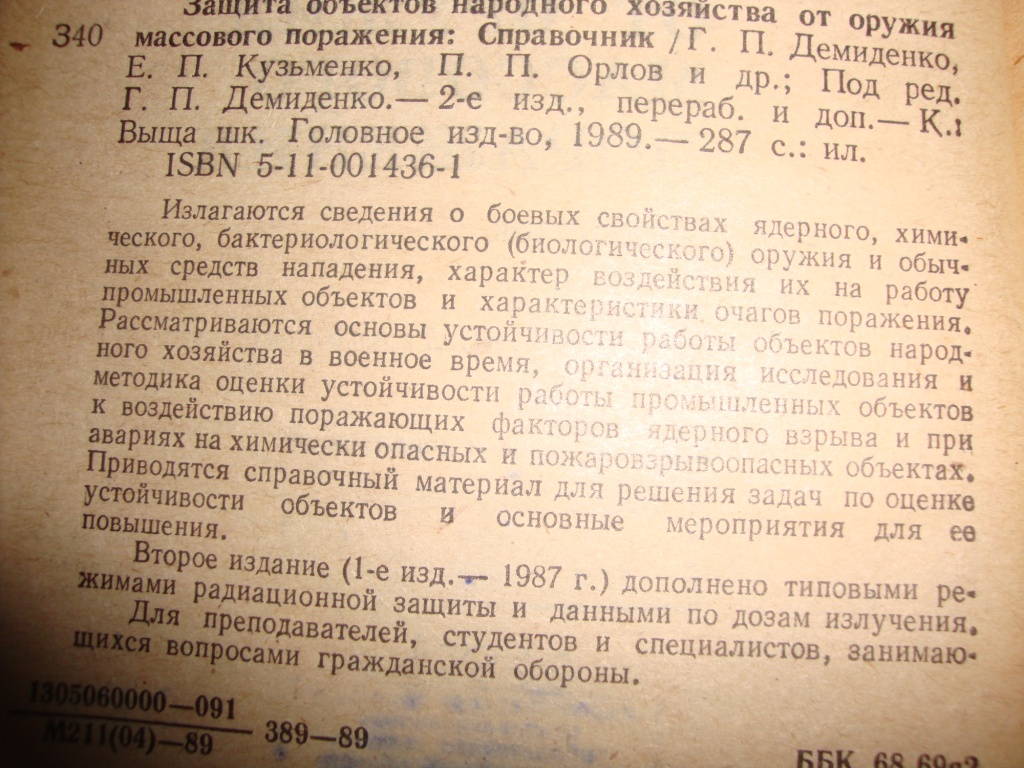 Защита объектов народного хозяйства от оружия
340 массового поражения: Справочник / Г. П. Демиденко,
Е. П. Кузьменко, П. П. Орлов и др.; Под ред.
Г. П. Демиденко.— 2-е изд., перераб. и доп.— К.:
Выща шк. Головное изд-во, 1989.— 287 с.: ил.
ISBN 5-11-001436-1
Излагаются сведения о боевых свойствах ядерного, хими-
ческого, бактериологического (биологического) оружия и обыч-
ных средств нападения, характер воздействия их на работу
промышленных объектов и характеристики очагов поражения.
Рассматриваются основы устойчивости работы объектов народ-
ного хозяйства в военное время, организация исследования и
методика оценки устойчивости работы промышленных объектов
к воздействию поражающих факторов ядерного взрыва и при
авариях на химически опасных и пожаровзрывоопасных объектах.
Приводятся справочный материал для решения задач по оценке
устойчивости объектов и основные мероприятия для ее
повышения.
Второе издание (1-е изд.— 1987 г.) дополнено типовыми ре-
жимами радиационной защиты и данными по дозам излучения.
Для преподавателей, студентов и специалистов, занимаю-
щихся вопросами гражданской обороны.
1305060000—091
М211(04)—89
389—89
ББК 68.69я2